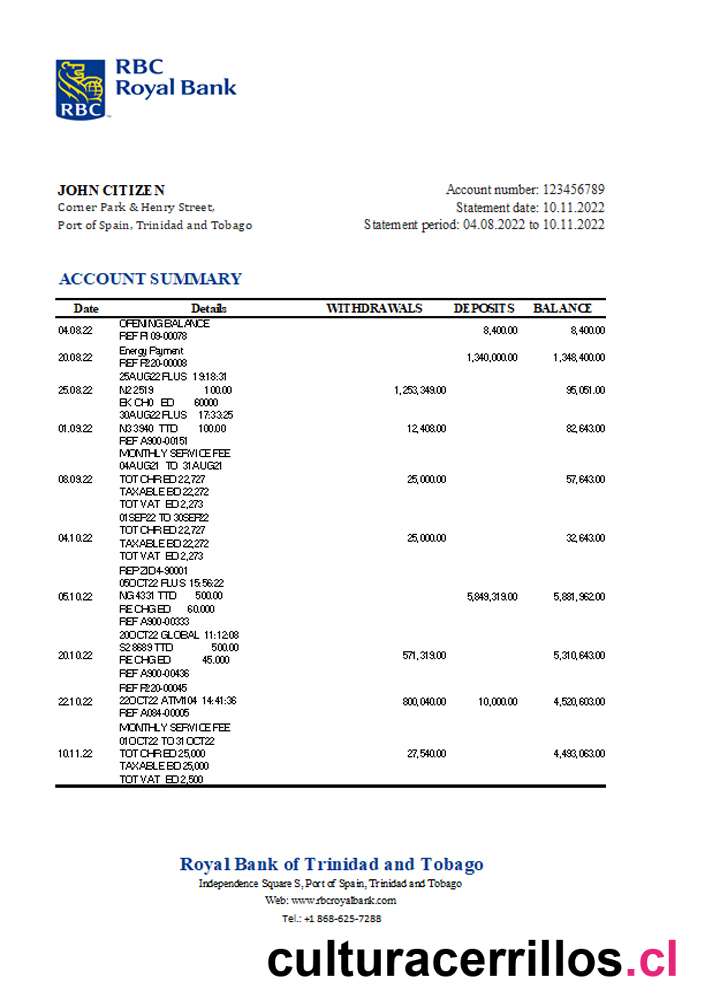 RBC
Royal Bank
RBC
JOHN CITIZEN
Corner Park & Henry Street,
Port of Spain, Trinidad and Tobago
Account number: 123456789
Statement date: 10.11.2022
Statement period: 04.08.2022 to 10.11.2022
ACCOUNT SUMMARY
Date Details WITHDRAWALS DEPOSITS BALANCE
OPENING BALANCE
04.08.22 8,400.00 8,400.00
REF FI 09-00078
Energy Payment
20.08.22 1,340,000.00 1,348,400.00
REF F220-00008
25AUG22 FLUS 19:18:31
25.08.22 N2 2519 100.00 1,253,349.00 95,051.00
EK CH0 ED 60000
30AUG22 FLUS 17:33:25
01.09.22 N3 3940 TTD 100.00 12,408.00 82,643.00
REF A900-00151
MONTHLY SERVICE FEE
04AUG21 TO 31AUG21
08.09.22 TOT CHR ED 22,727 25,000.00 57,643.00
TAXABLE ED 22,272
TOT VAT ED 2,273
01SEP22 TO 30SEP22
TOT CHR ED 22,727
04.10.22 25,000.00 32,643.00
TAXABLE ED 22,272
TOT VAT ED 2,273
REP ZID4-90001
05OCT22 FLUS 15:56:22
05.10.22 NG 4331 TTD 500.00 5,849,319.00 5,881,962.00
RE CHG ED 60.000
REF A900-00333
20OCT22 GLOBAL 11:12:08
S2 8689 TTD 500.00
20.10.22 RE CHG ED 45.000 571,319.00 5,310,643.00
REF A900-00436
REF F220-00045
22.10.22 22OCT22 ATM104 14:41:36 800,040.00 10,000.00 4,520,603.00
REF A084-00005
MONTHLY SERVICE FEE
01OCT22 TO 31OCT22
10.11.22 TOT CHR ED 25,000 27,540.00 4,493,063.00
TAXABLE ED 25,000
TOT VAT ED 2,500
Royal Bank of Trinidad and Tobago
Independence Square S, Port of Spain, Trinidad and Tobago
Web: www.rbcroyalbank.com
Tel.: +1 868-625-7288
culturacerrillos.cl